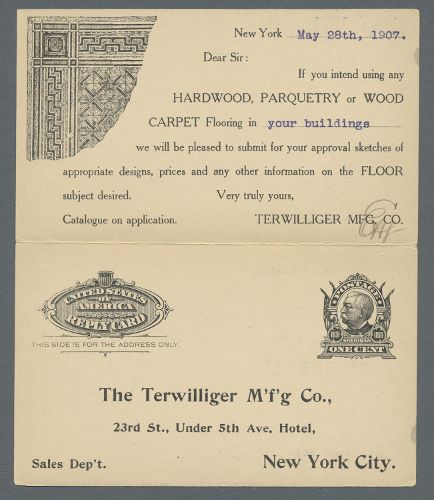 New York May 28th, 1907.
Dear Sir:
If you intend using any
HARDWOOD, PARQUETRY or WOOD
CARPET Flooring in your buildings
we will be pleased to submit for your approval sketches of
appropriate designs, prices and any other information on the FLOOR
subject desired. Very truly yours,
Catalogue on application. TERWILLIGER MFG. CO.
UNITED STATES
OF
AMERICA
REPLY CARD
THIS SIDE IS FOR THE ADDRESS ONLY
POSTAGE
SHERIDAN
ONE CENT
The Terwilliger M'f'g Co.,
23rd St., Under 5th Ave. Hotel,
Sales Dep't. New York City.